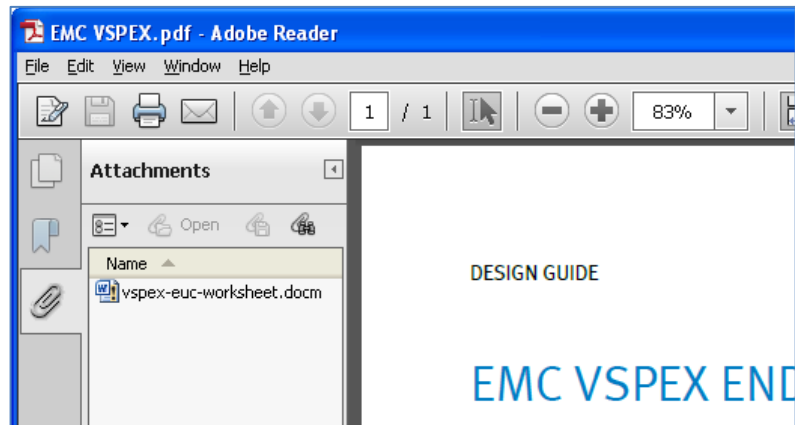 EMC VSPEX.pdf - Adobe Reader
File Edit View Window Help
1 / 1 83%
Attachments
Open
Name
vspex-euc-worksheet.docm
DESIGN GUIDE
EMC VSPEX END